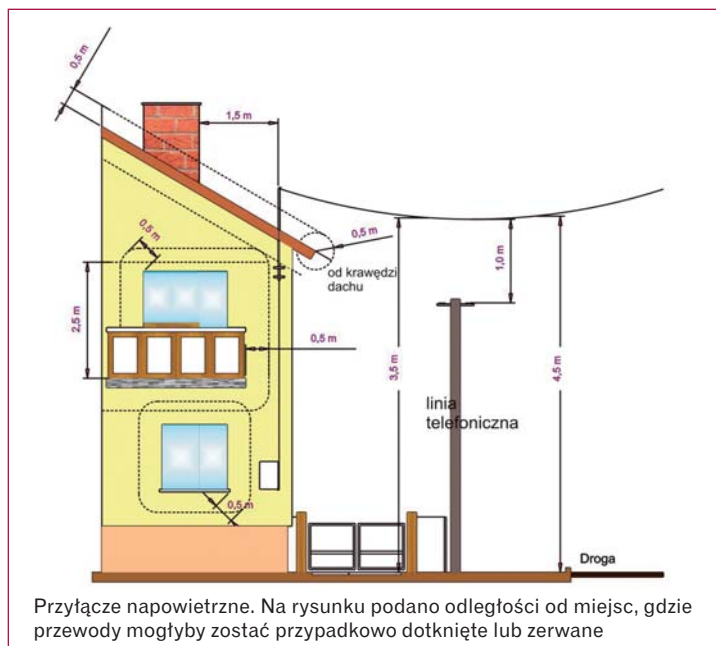 0,5 m
1,5 m
0,5 m
0,5 m
od krawędzi
dachu
1,0 m
2,5 m
0,5 m
3,5 m
4,5 m
linia
telefoniczna
0,5 m
Droga
Przyłącze napowietrzne. Na rysunku podano odległości od miejsc, gdzie
przewody mogłyby zostać przypadkowo dotknięte lub zerwane